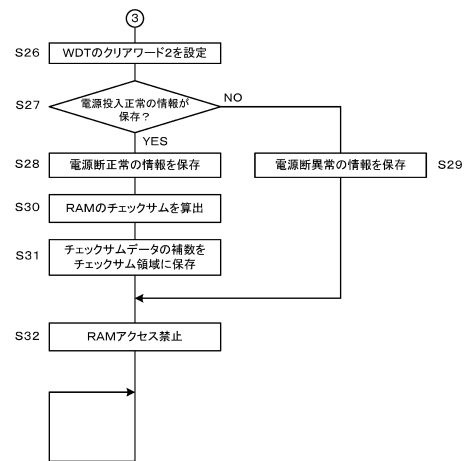 3
S26
WDTのクリアワード2を設定
S27
電源投入正常の情報が
保存？
NO
YES
S28
電源断正常の情報を保存
電源断異常の情報を保存
S29
S30
RAMのチェックサムを算出
S31
チェックサムデータの補数を
チェックサム領域に保存
S32
RAMアクセス禁止